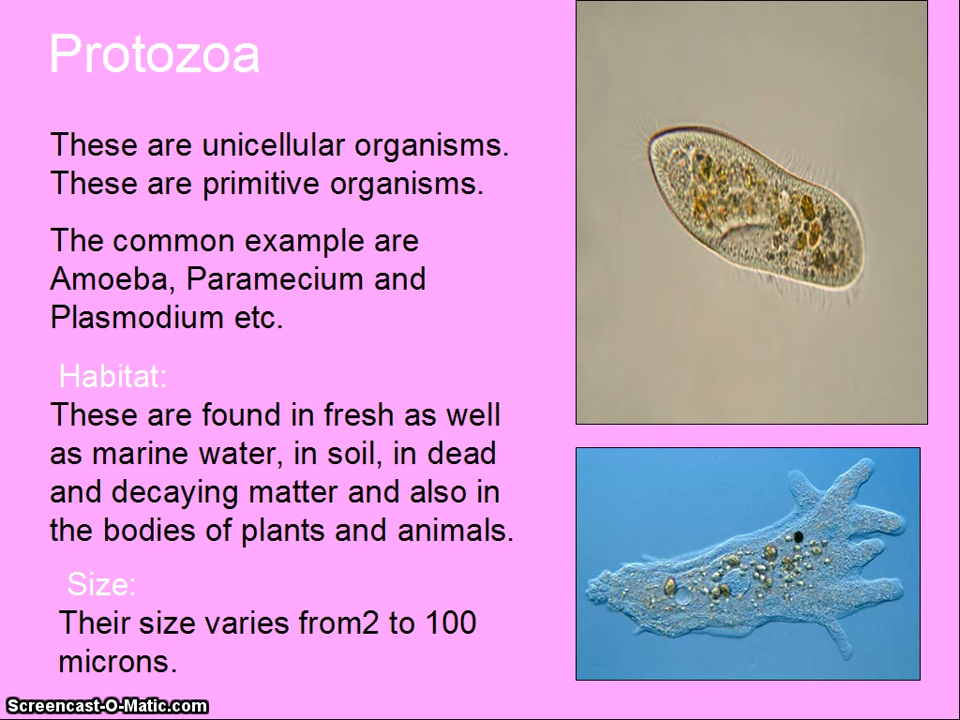 Protozoa
These are unicellular organisms.
These are primitive organisms.
The common example are
Amoeba, Paramecium and
Plasmodium etc.
Habitat:
These are found in fresh as well
as marine water, in soil, in dead
and decaying matter and also in
the bodies of plants and animals.
Size:
Their size varies from2 to 100
microns.
Screencast-O-Matic.com